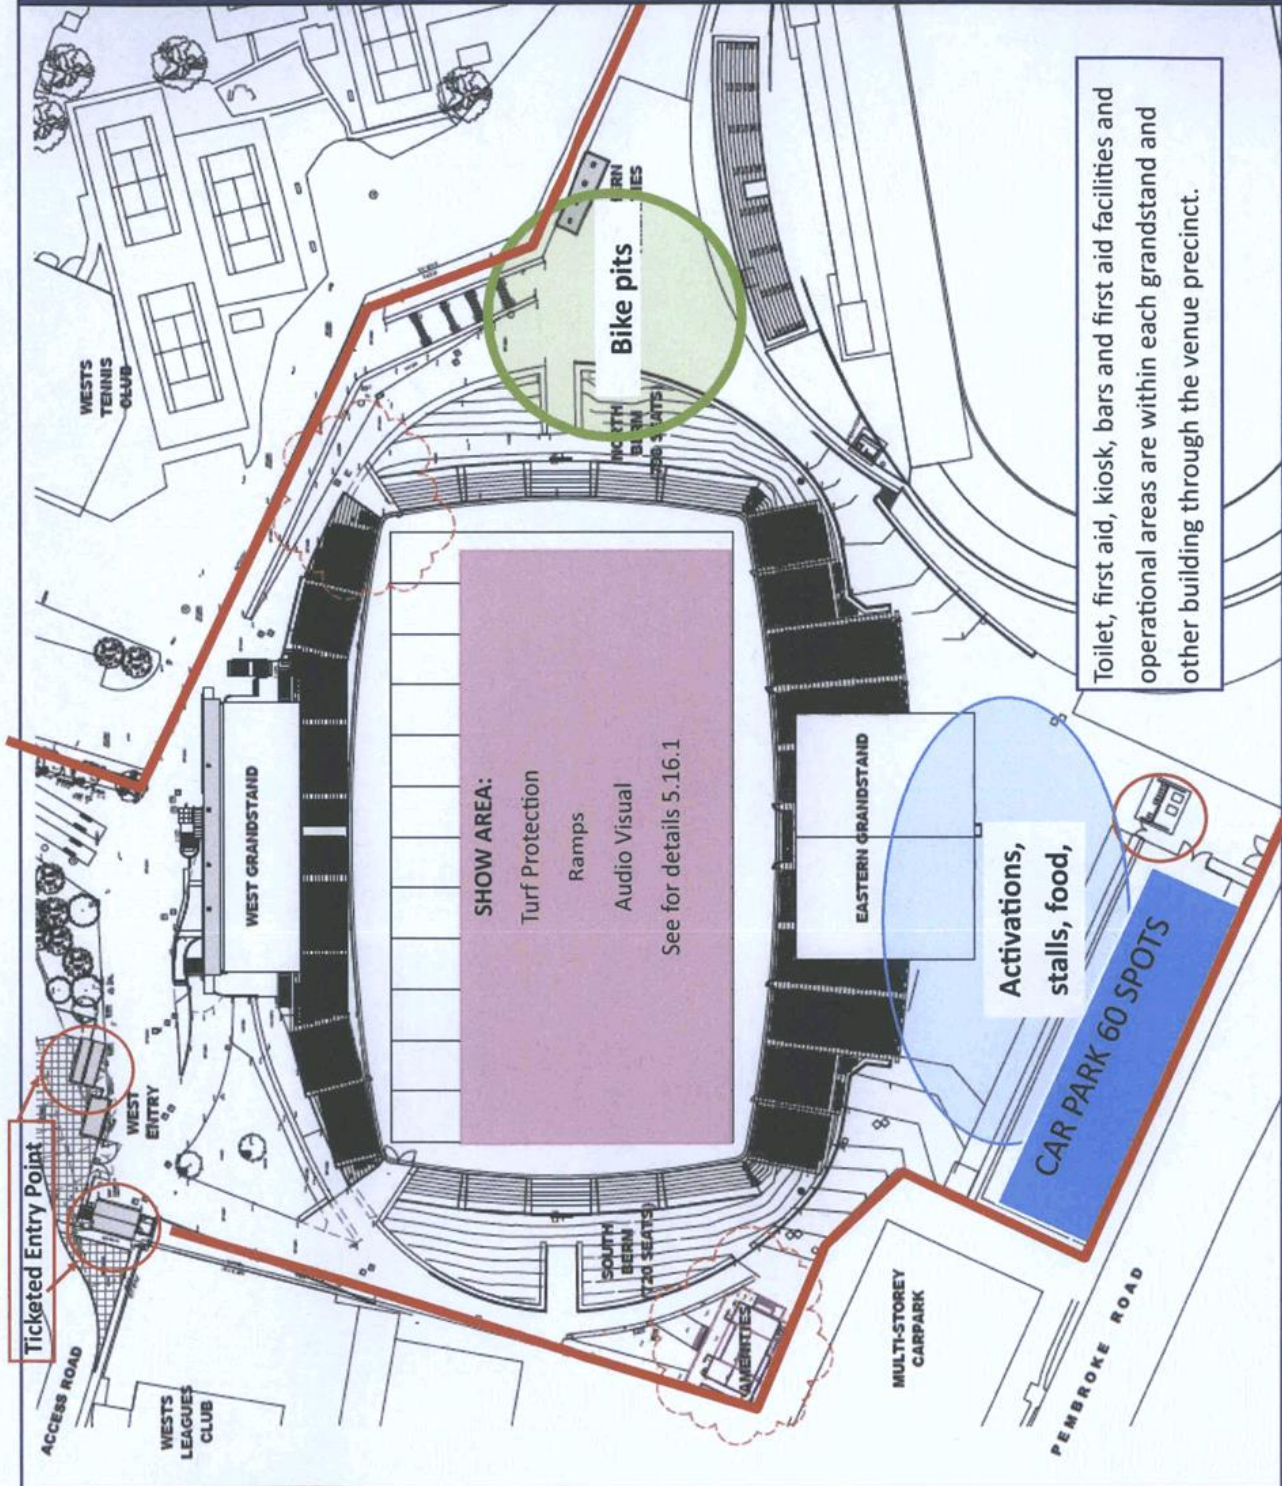 Ticketed Entry Point
ACCESS ROAD
WESTS
LEAGUES
CLUB
WEST
ENTRY
WESTS
TENNIS
CLUB
WEST GRANDSTAND
SHOW AREA:
Turf Protection
Ramps
Audio Visual
See for details 5.16.1
Bike pits
NORTH
BERM
SEATS
SOUTH
BERM
(720 SEATS)
AMENITIES
EASTERN GRANDSTAND
Activations,
stalls, food,
CAR PARK 60 SPOTS
MULTI-STOREY
CARPARK
PEMBROKE ROAD
Toilet, first aid, kiosk, bars and first aid facilities and
operational areas are within each grandstand and
other building through the venue precinct.